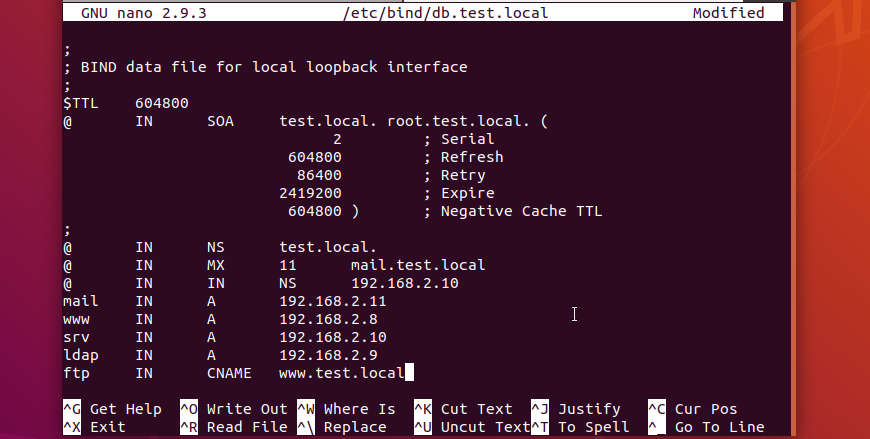 GNU nano 2.9.3 /etc/bind/db.test.local Modified
;
; BIND data file for local loopback interface
;
$TTL 604800
@ IN SOA test.local. root.test.local. (
2 ; Serial
604800 ; Refresh
86400 ; Retry
2419200 ; Expire
604800 ) ; Negative Cache TTL
;
@ IN NS test.local.
@ IN MX 11 mail.test.local
@ IN IN NS 192.168.2.10
mail IN A 192.168.2.11
www IN A 192.168.2.8
srv IN A 192.168.2.10
ldap IN A 192.168.2.9
ftp IN CNAME www.test.local
^G Get Help ^O Write Out ^W Where Is ^K Cut Text ^J Justify ^C Cur Pos
^X Exit ^R Read File ^\ Replace ^U Uncut Text ^T To Spell ^_ Go To Line